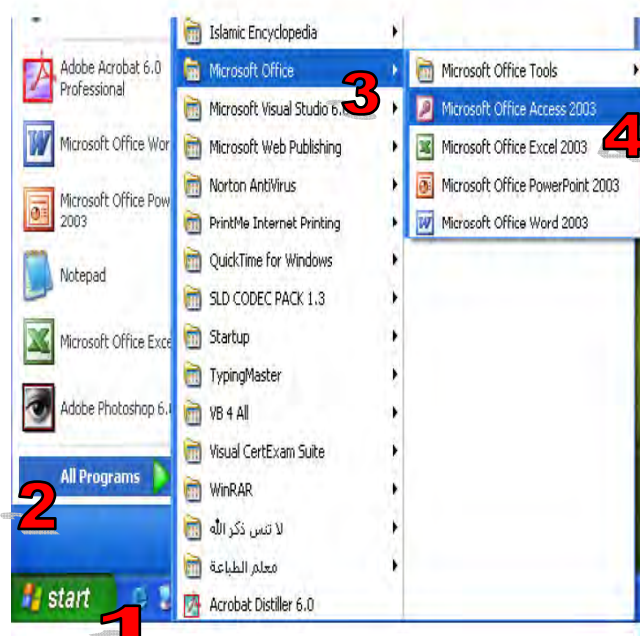 Adobe Acrobat 6.0
Professional
Microsoft Office Wor
Microsoft Office Pow
2003
Notepad
Microsoft Office Exce
Adobe Photoshop 6.
All Programs
2
start
1
Islamic Encyclopedia
Microsoft Office
3
Microsoft Visual Studio 6.
Microsoft Web Publishing
Norton AntiVirus
PrintMe Internet Printing
QuickTime for Windows
SLD CODEC PACK 1.3
Startup
TypingMaster
VB 4 All
Visual CertExam Suite
WinRAR
لا تنس ذكر الله
معلم الطباعة
Acrobat Distiller 6.0
Microsoft Office Tools
Microsoft Office Access 2003
4
Microsoft Office Excel 2003
Microsoft Office PowerPoint 2003
Microsoft Office Word 2003